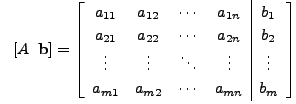 [A b] = [ a11 a12 ⋯ a1n | b1
a21 a22 ⋯ a2n | b2
⋮ ⋮ ⋱ ⋮ | ⋮
am1 am2 ⋯ amn | bm ]